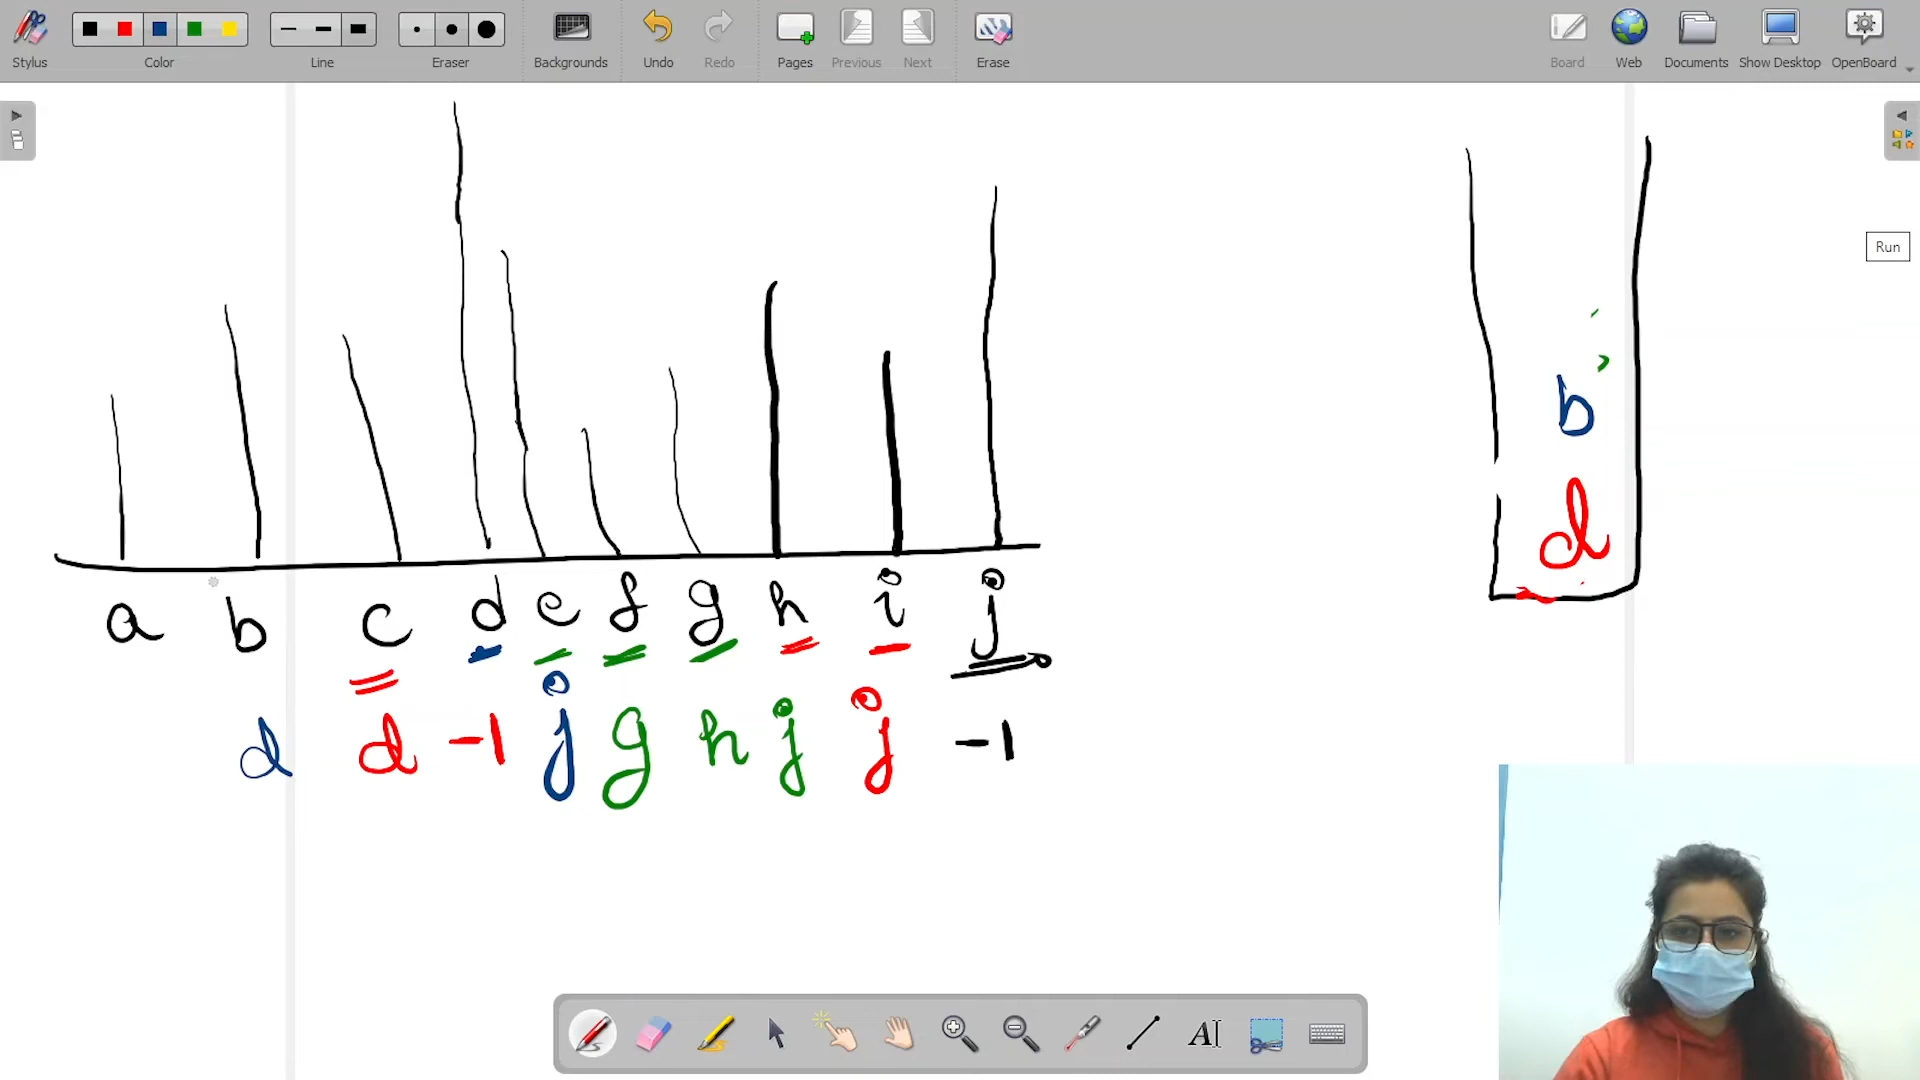 Stylus Color Line Eraser Backgrounds Undo Redo Pages Previous Next Erase Board Web Documents Show Desktop OpenBoard
Run
b
d
a b c d e f g h i j
d d -1 j g h j j -1